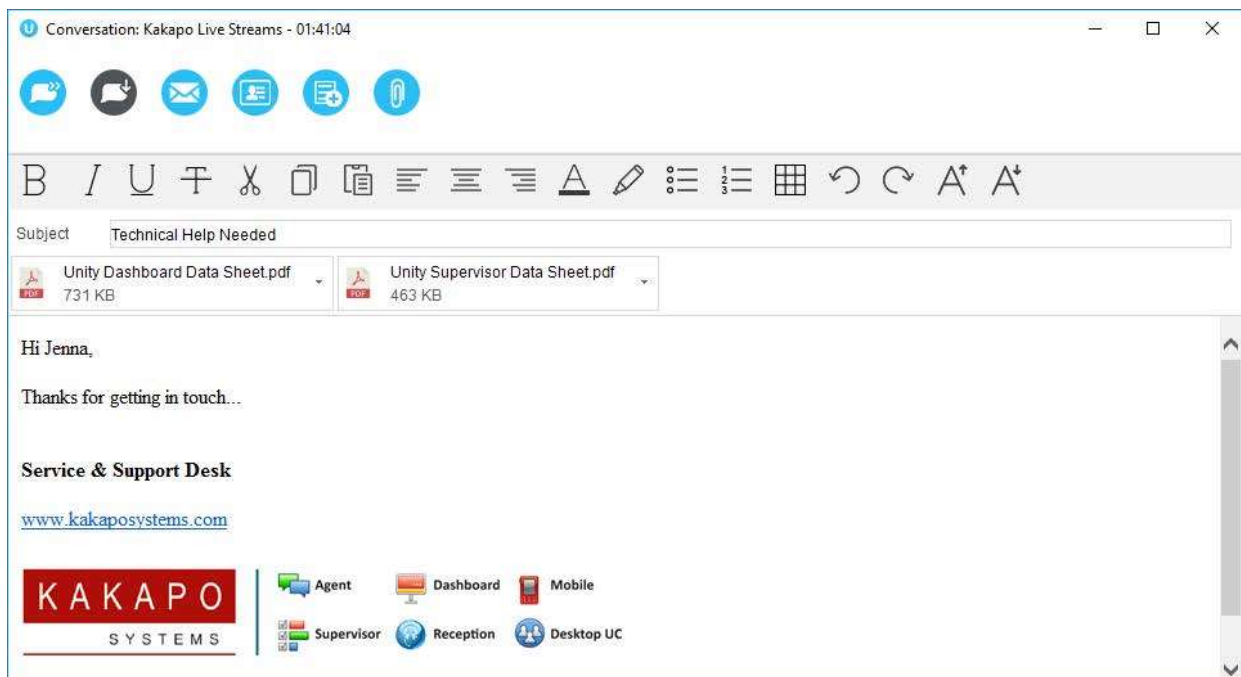 Conversation: Kakapo Live Streams - 01:41:04
Subject Technical Help Needed
Unity Dashboard Data Sheet.pdf
731 KB
Unity Supervisor Data Sheet.pdf
463 KB
Hi Jenna,
Thanks for getting in touch...
Service & Support Desk
www.kakaposystems.com
KAKAPO
SYSTEMS
Agent Dashboard Mobile
Supervisor Reception Desktop UC